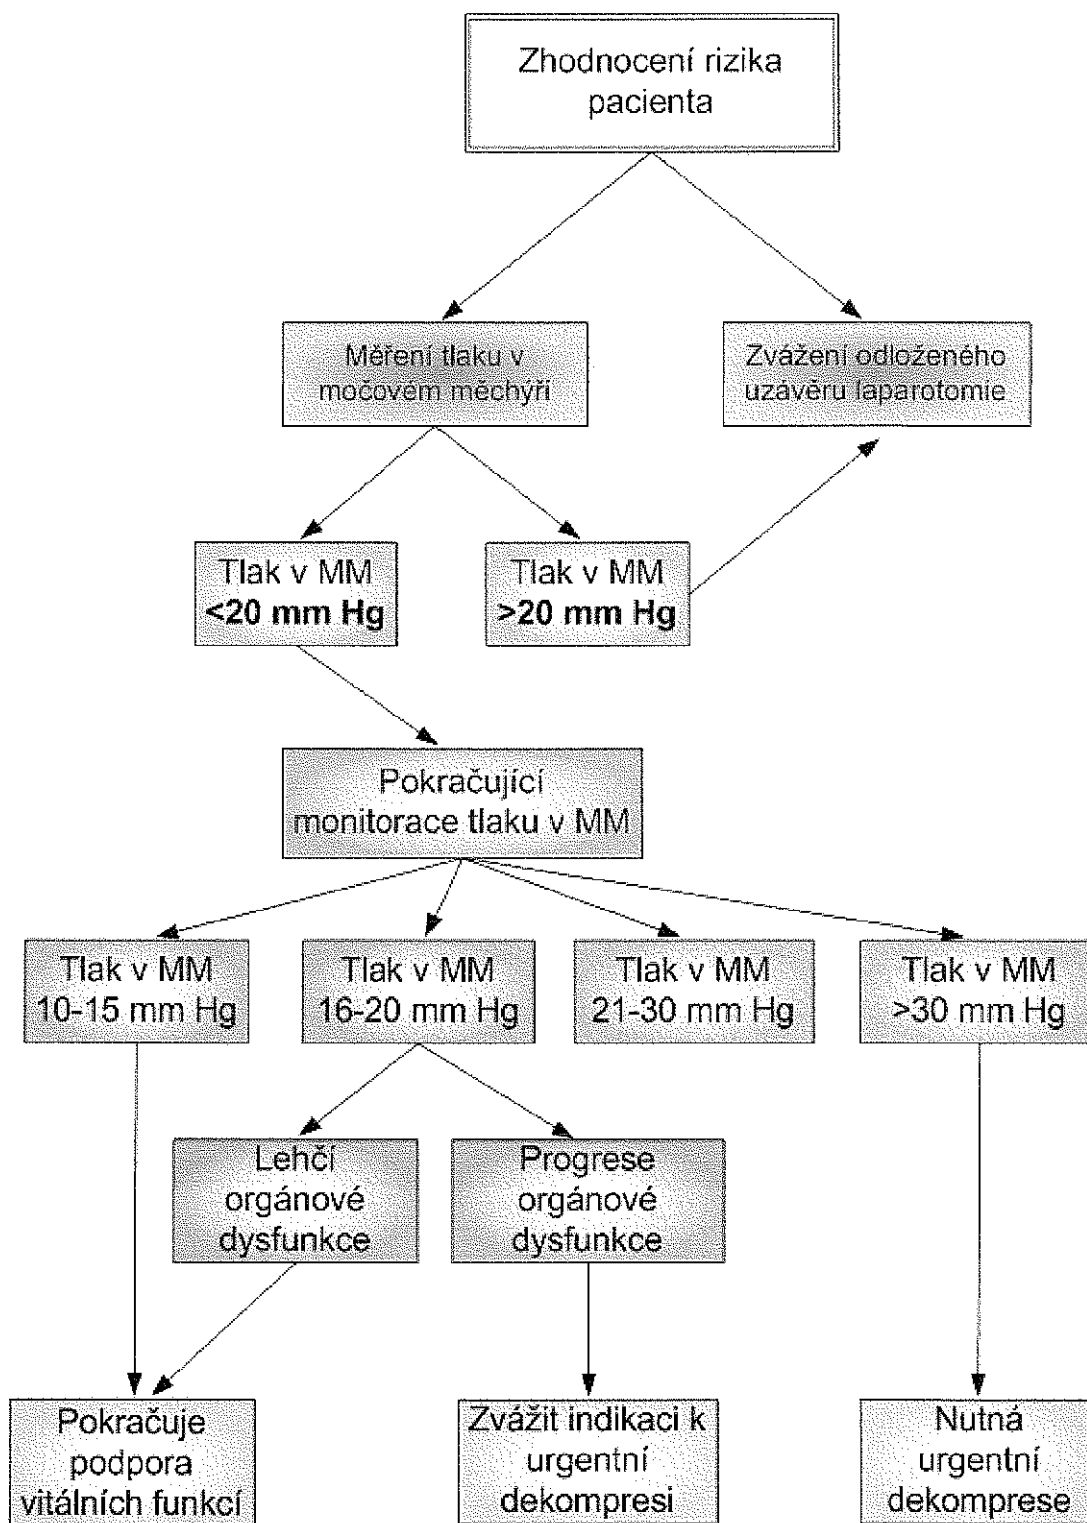 Zhodnocení rizika
pacienta
Měření tlaku v
močovém měchýři
Zvážení odloženého
uzávěru laparotomie
Tlak v MM
<20 mm Hg
Tlak v MM
>20 mm Hg
Pokračující
monitorace tlaku v MM
Tlak v MM
10-15 mm Hg
Tlak v MM
16-20 mm Hg
Tlak v MM
21-30 mm Hg
Tlak v MM
>30 mm Hg
Lehčí
orgánové
dysfunkce
Progrese
orgánové
dysfunkce
Pokračuje
podpora
vitálních funkcí
Zvážit indikaci k
urgentní
dekompresi
Nutná
urgentní
dekomprese